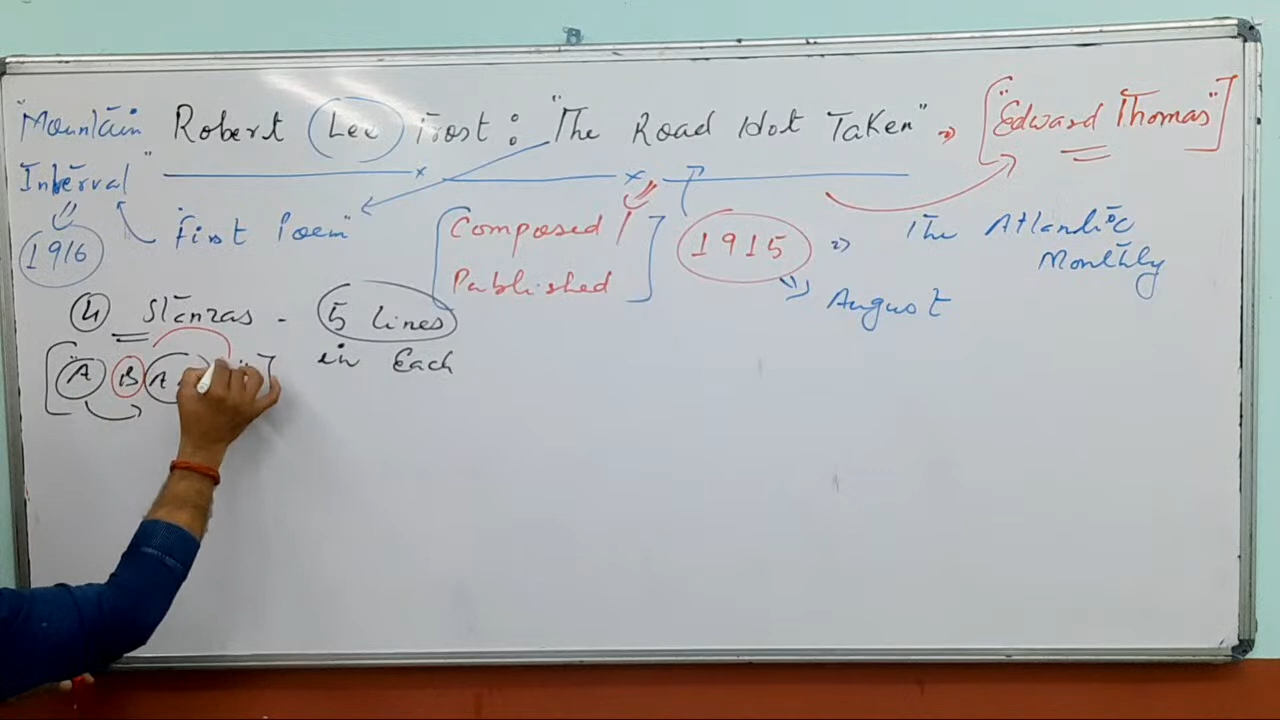 "Mountain Interval"
Robert Lee Frost : "The Road Not Taken" => ["Edward Thomas"]
1916
"First Poem"
[Composed /
Published]
1915 => The Atlantic
Monthly
August
4 Stanzas - 5 lines
in Each
["A B A